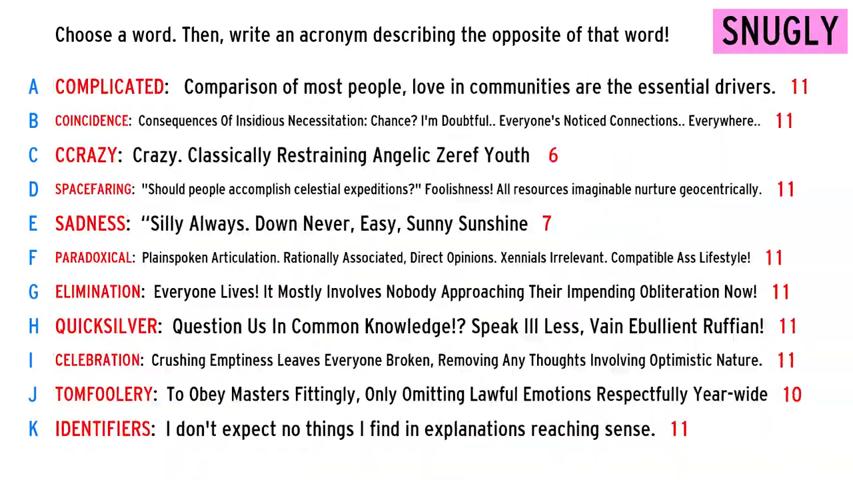 Choose a word. Then, write an acronym describing the opposite of that word!
SNUGLY
A COMPLICATED: Comparison of most people, love in communities are the essential drivers. 11
B COINCIDENCE: Consequences Of Insidious Necessitation: Chance? I'm Doubtful.. Everyone's Noticed Connections.. Everywhere.. 11
C CCRAZY: Crazy. Classically Restraining Angelic Zeref Youth 6
D SPACEFARING: "Should people accomplish celestial expeditions?" Foolishness! All resources imaginable nurture geocentrically. 11
E SADNESS: “Silly Always. Down Never, Easy, Sunny Sunshine 7
F PARADOXICAL: Plainspoken Articulation. Rationally Associated, Direct Opinions. Xennials Irrelevant. Compatible Ass Lifestyle! 11
G ELIMINATION: Everyone Lives! It Mostly Involves Nobody Approaching Their Impending Obliteration Now! 11
H QUICKSILVER: Question Us In Common Knowledge!? Speak Ill Less, Vain Ebullient Ruffian! 11
I CELEBRATION: Crushing Emptiness Leaves Everyone Broken, Removing Any Thoughts Involving Optimistic Nature. 11
J TOMFOOLERY: To Obey Masters Fittingly, Only Omitting Lawful Emotions Respectfully Year-wide 10
K IDENTIFIERS: I don't expect no things I find in explanations reaching sense. 11